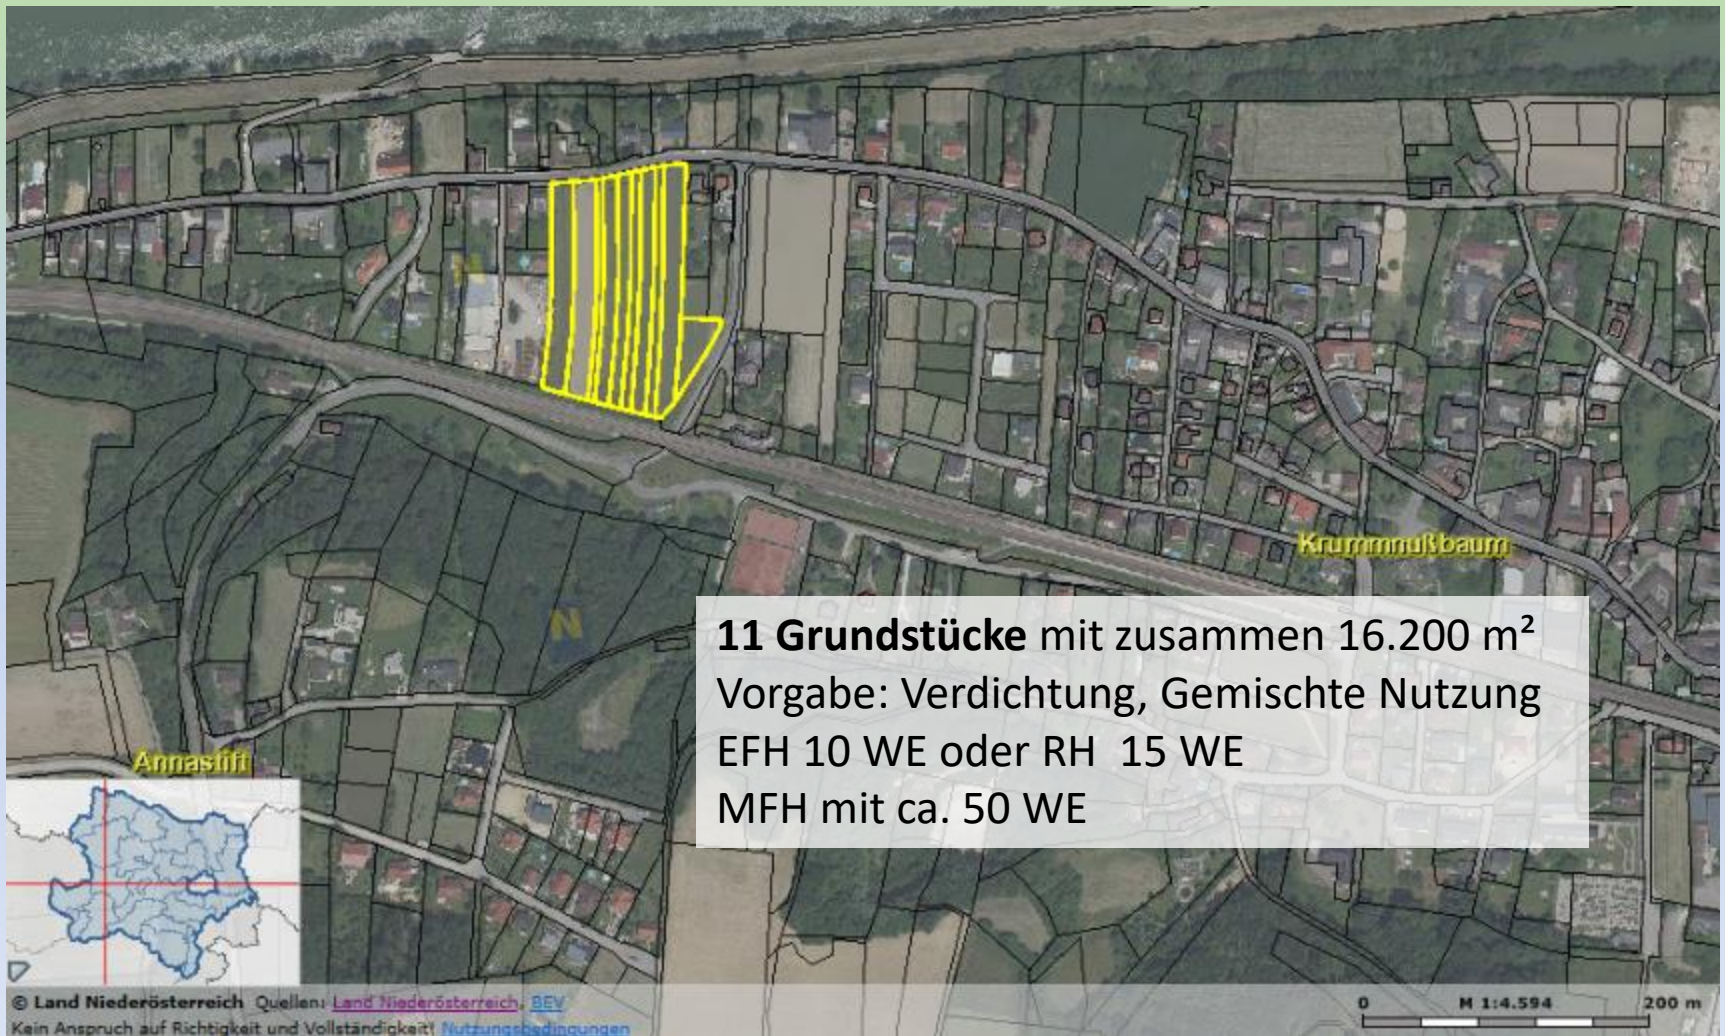 Krummnußbaum
N
11 Grundstücke mit zusammen 16.200 m²
Vorgabe: Verdichtung, Gemischte Nutzung
EFH 10 WE oder RH 15 WE
MFH mit ca. 50 WE
Annastift
© Land Niederösterreich Quellen: Land Niederösterreich, BEV
Kein Anspruch auf Richtigkeit und Vollständigkeit! Nutzungsbedingungen
0 M 1:4.594 200 m